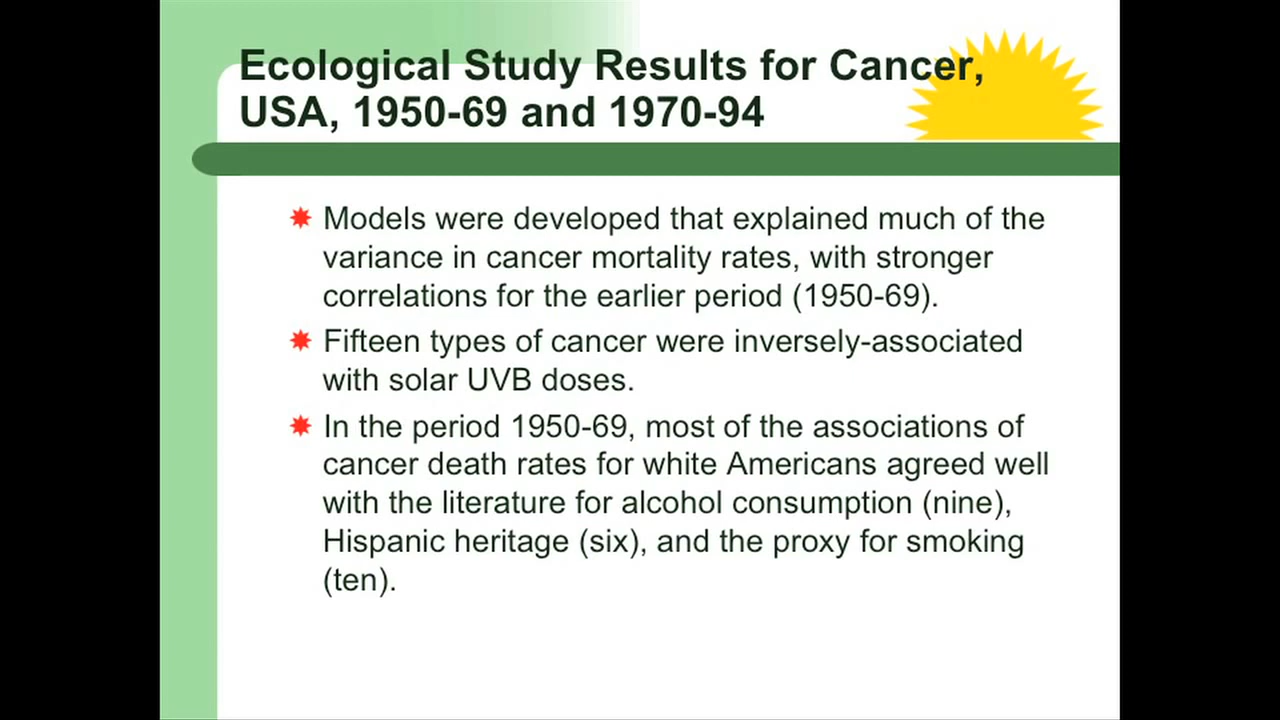 Ecological Study Results for Cancer,
USA, 1950-69 and 1970-94
Models were developed that explained much of the
variance in cancer mortality rates, with stronger
correlations for the earlier period (1950-69).
Fifteen types of cancer were inversely-associated
with solar UVB doses.
In the period 1950-69, most of the associations of
cancer death rates for white Americans agreed well
with the literature for alcohol consumption (nine),
Hispanic heritage (six), and the proxy for smoking
(ten).